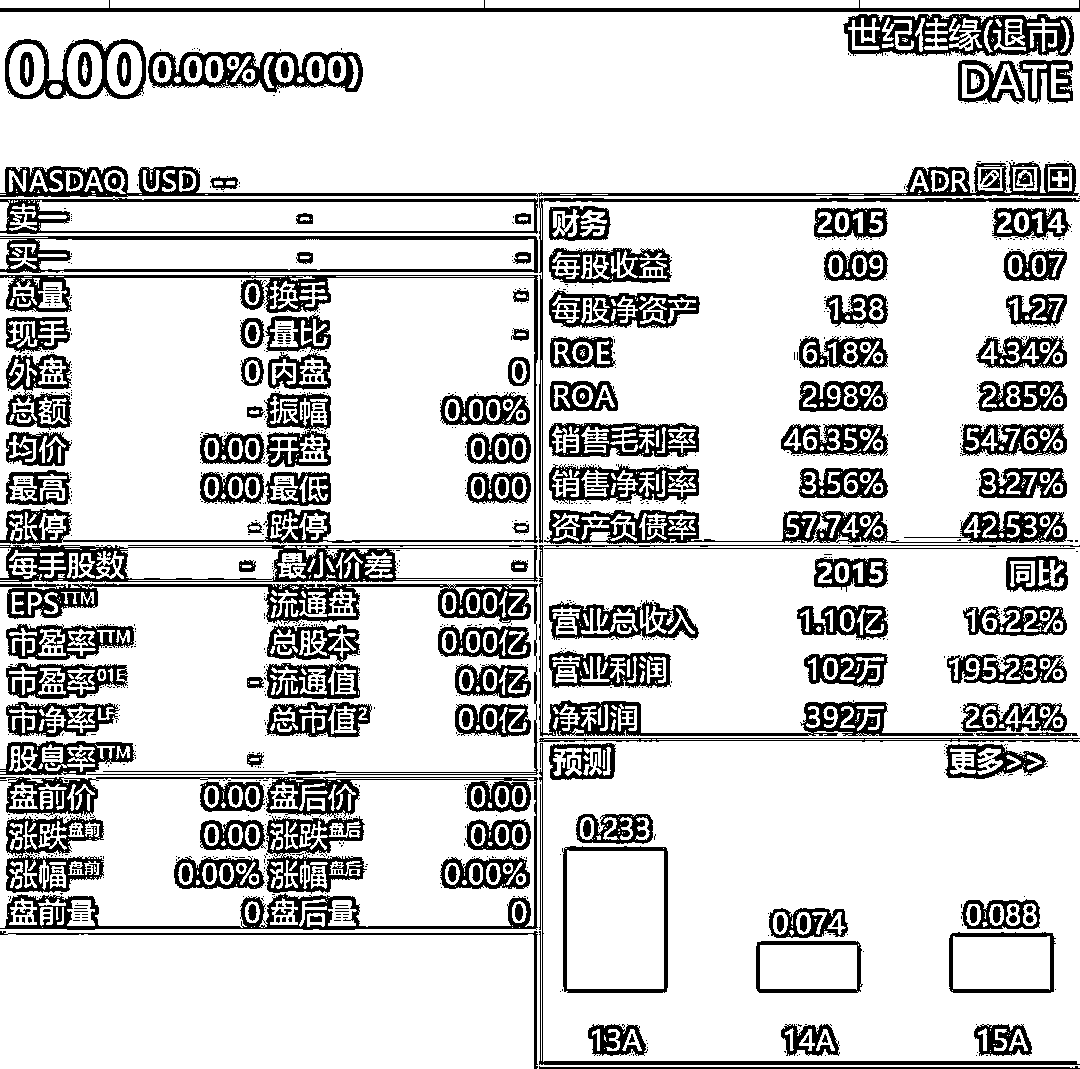 世纪佳缘(退市)
0.00 0.00% (0.00)
DATE
NASDAQ USD --
ADR
卖一 - -
买一 - -
总量 0 换手 -
现手 0 量比 -
外盘 0 内盘 0
总额 - 振幅 0.00%
均价 0.00 开盘 0.00
最高 0.00 最低 0.00
涨停 - 跌停 -
每手股数 - 最小价差 -
EPS TTM 流通盘 0.00亿
市盈率TTM 总股本 0.00亿
市盈率01E - 流通值 0.0亿
市净率LF 总市值2 0.0亿
股息率TTM -
盘前价 0.00 盘后价 0.00
涨跌盘前 0.00 涨跌盘后 0.00
涨幅盘前 0.00% 涨幅盘后 0.00%
盘前量 0 盘后量 0
财务 2015 2014
每股收益 0.09 0.07
每股净资产 1.38 1.27
ROE 6.18% 4.34%
ROA 2.98% 2.85%
销售毛利率 46.35% 54.76%
销售净利率 3.56% 3.27%
资产负债率 57.74% 42.53%
2015 同比
营业总收入 1.10亿 16.22%
营业利润 102万 195.23%
净利润 392万 26.44%
预测 更多>>
0.233
0.074
0.088
13A 14A 15A